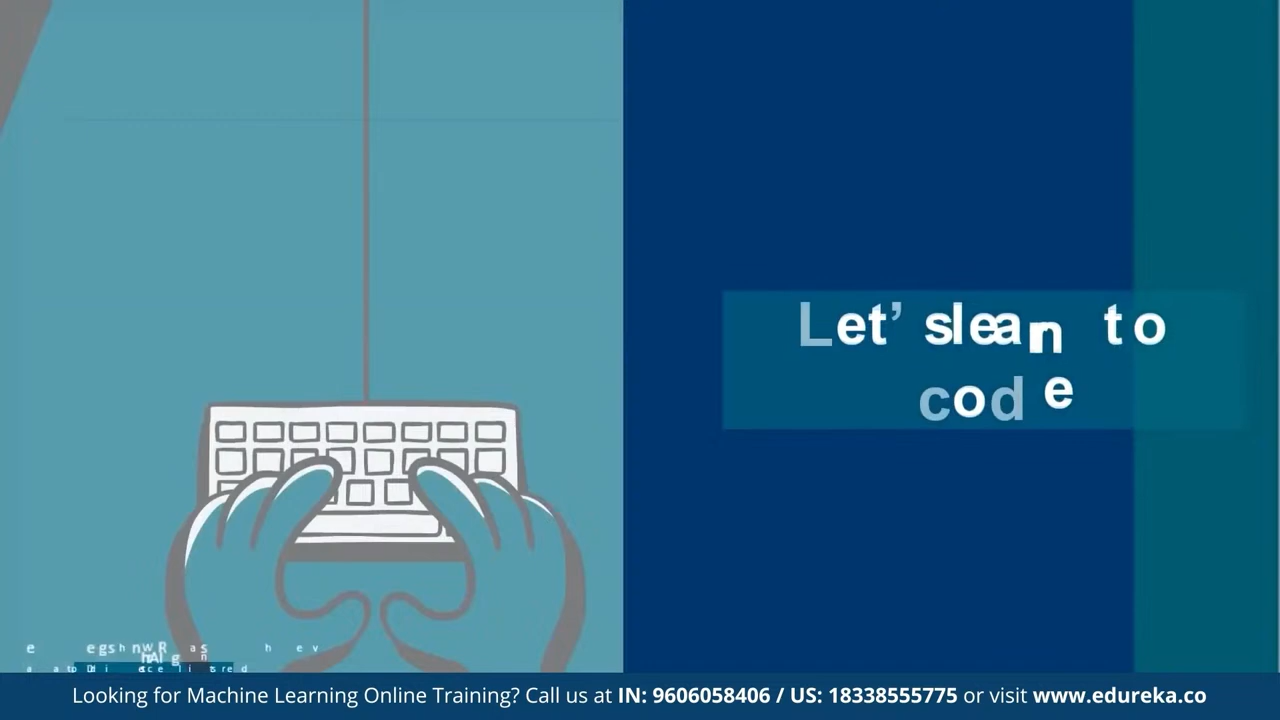 Let’ slean to
code
Looking for Machine Learning Online Training? Call us at IN: 9606058406 / US: 18338555775 or visit www.edureka.co